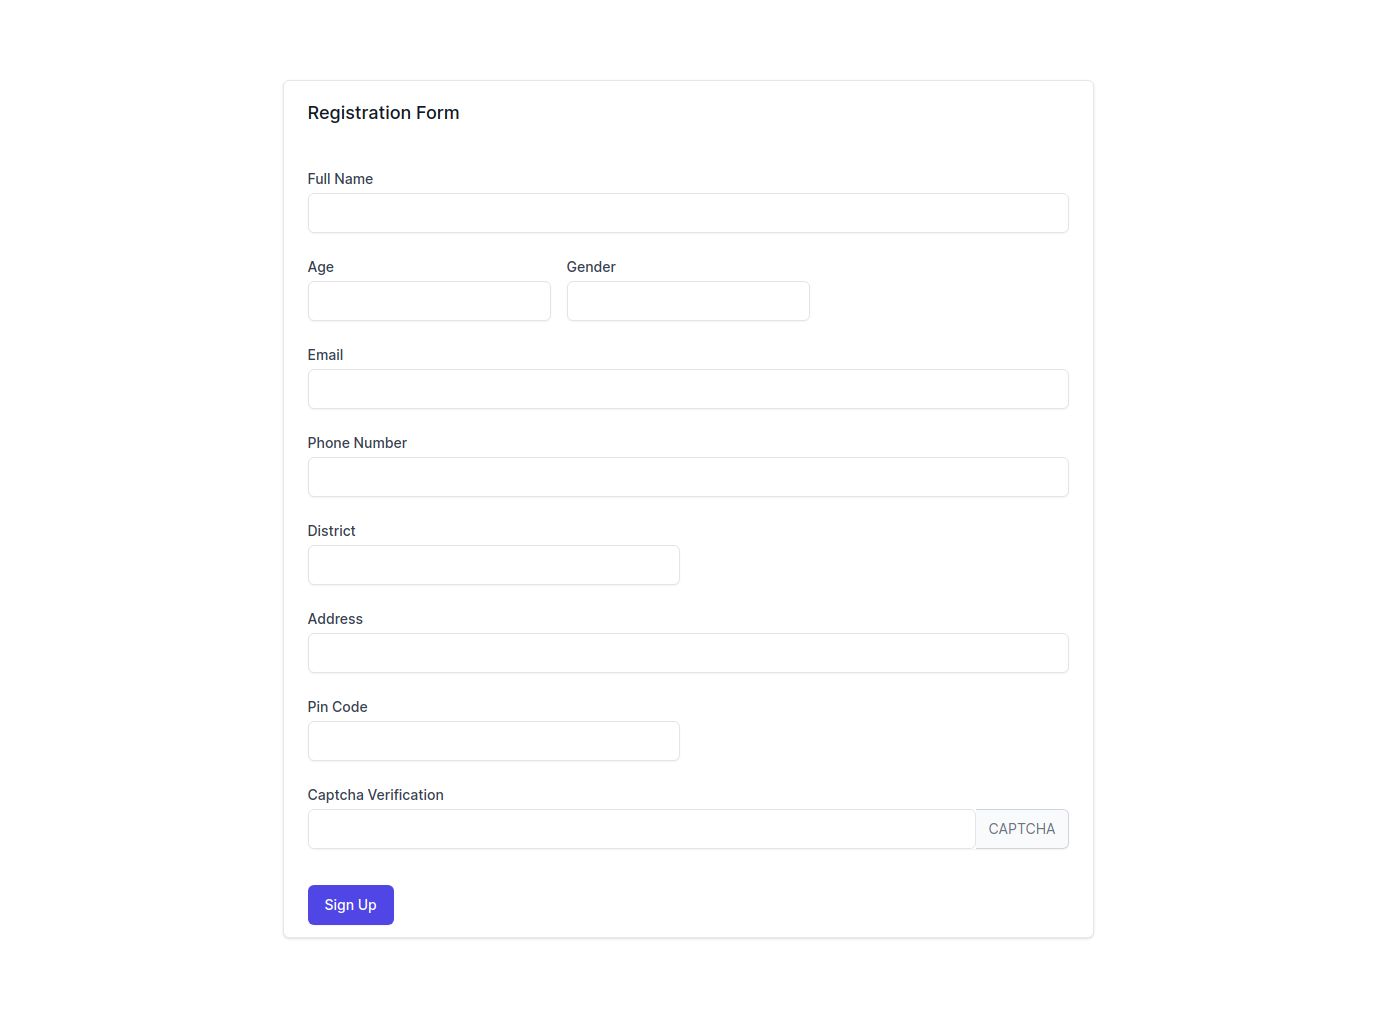 Registration Form
Full Name
Age Gender
Email
Phone Number
District
Address
Pin Code
Captcha Verification
CAPTCHA
Sign Up